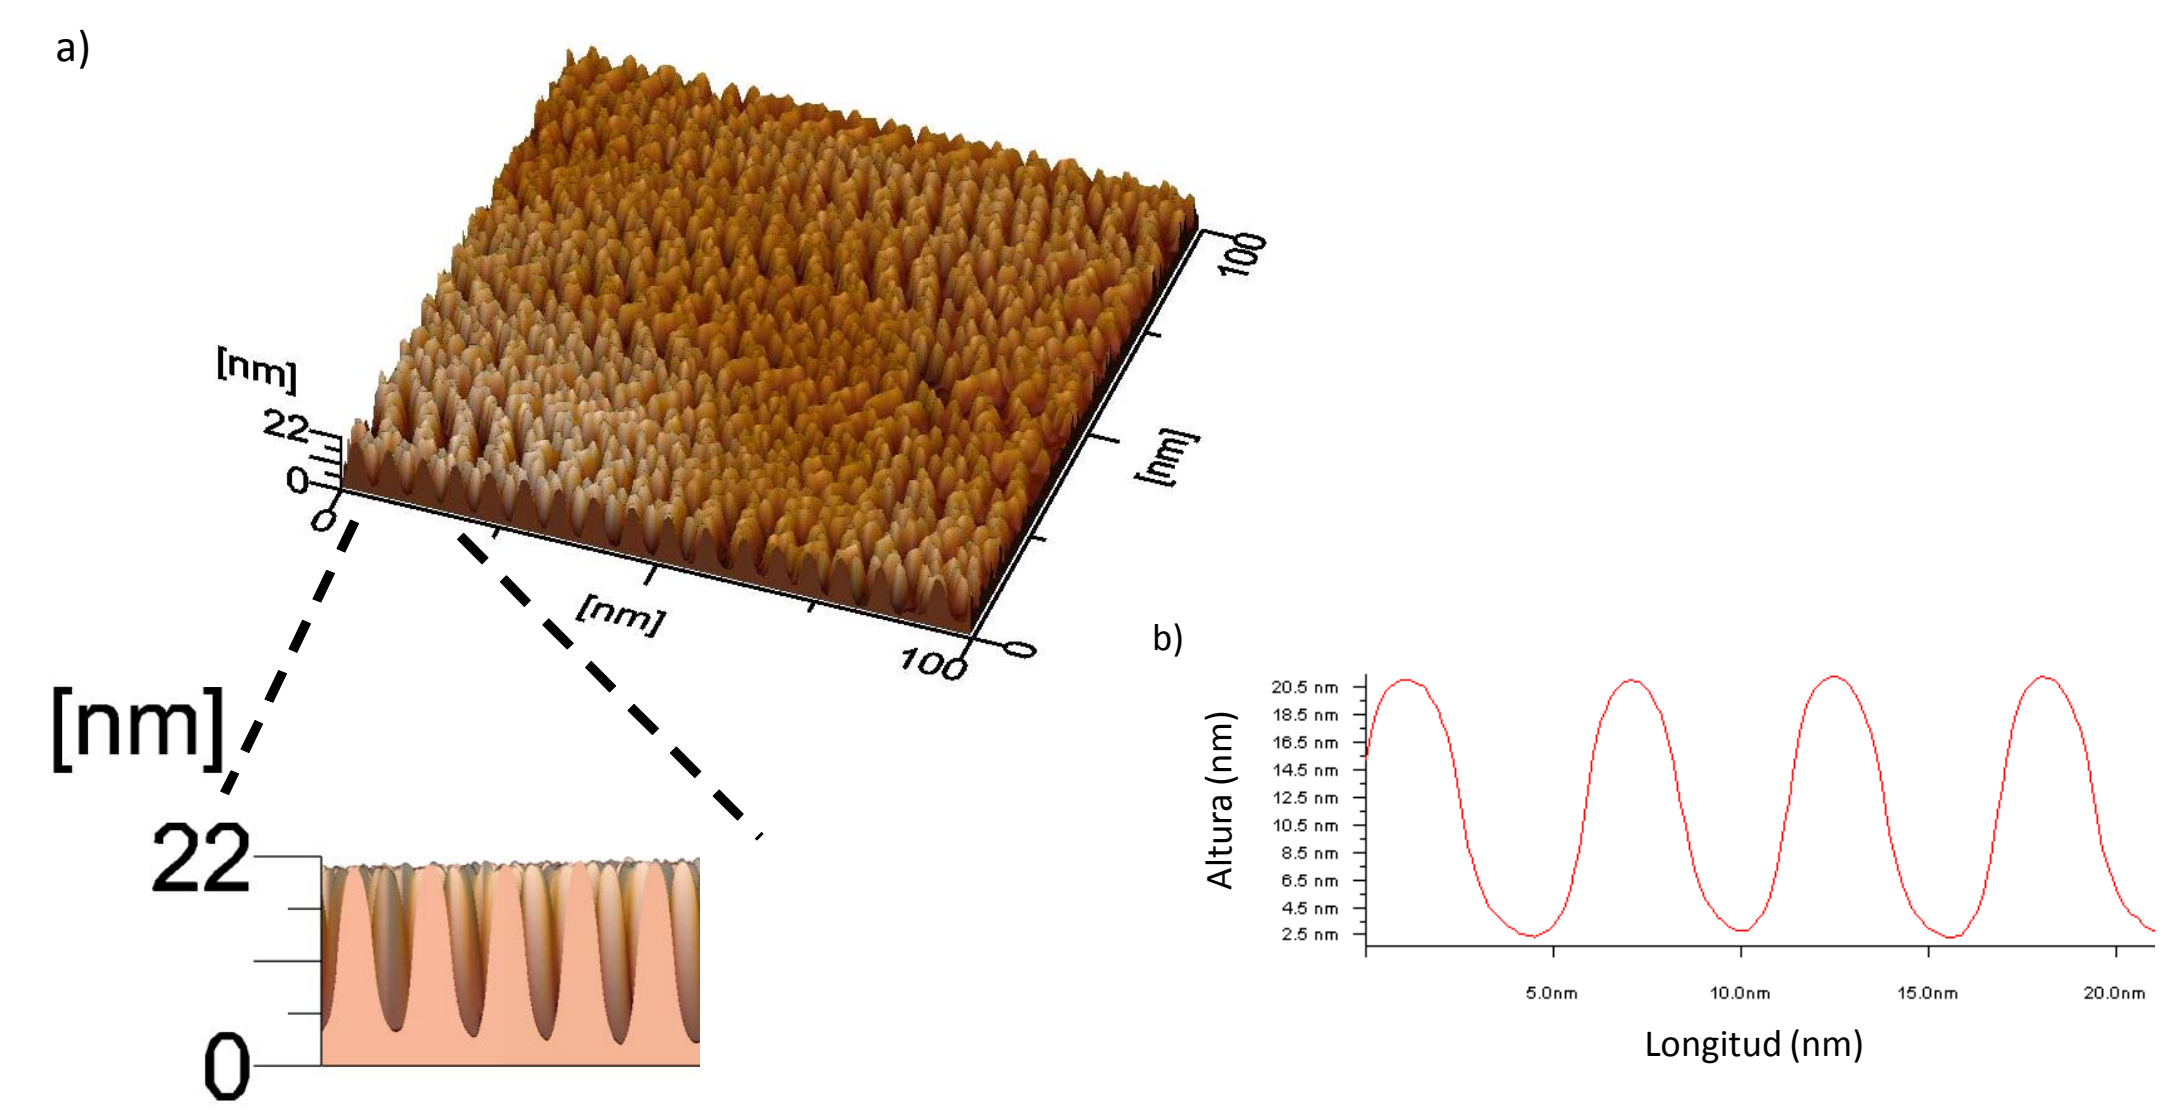 a)
[nm]
22
0
0
[nm]
100
0
[nm]
100
[nm]
22
0
b)
Altura (nm)
20.5 nm
18.5 nm
16.5 nm
14.5 nm
12.5 nm
10.5 nm
8.5 nm
6.5 nm
4.5 nm
2.5 nm
5.0nm 10.0nm 15.0nm 20.0nm
Longitud (nm)